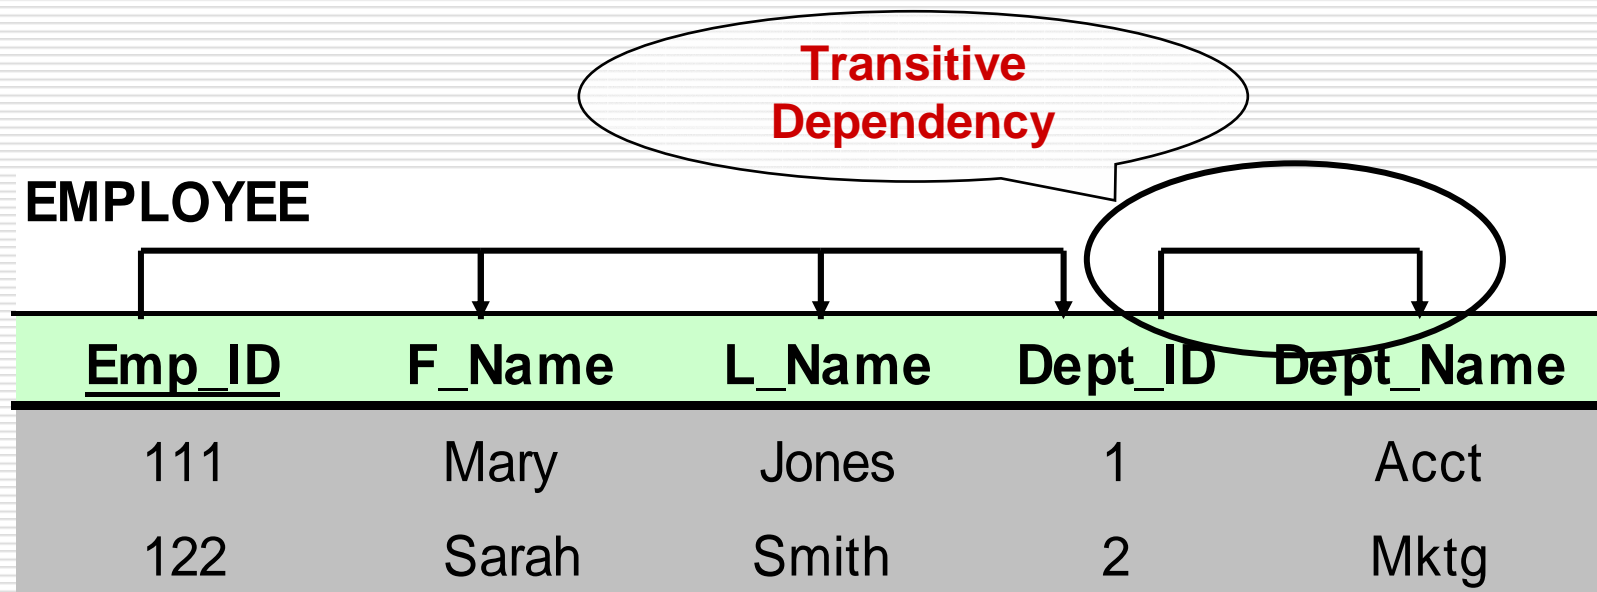 Transitive
Dependency
EMPLOYEE
Emp_ID F_Name L_Name Dept_ID Dept_Name
111 Mary Jones 1 Acct
122 Sarah Smith 2 Mktg